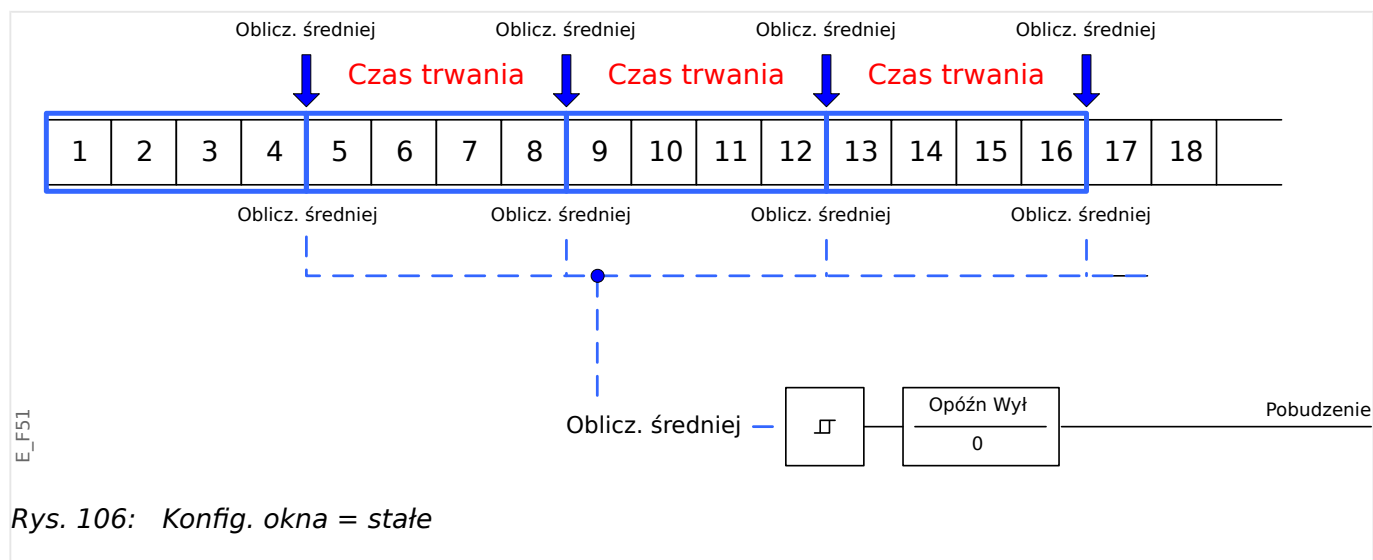 Oblicz. średniej Oblicz. średniej Oblicz. średniej Oblicz. średniej
Czas trwania Czas trwania Czas trwania
1 2 3 4 5 6 7 8 9 10 11 12 13 14 15 16 17 18
Oblicz. średniej Oblicz. średniej Oblicz. średniej Oblicz. średniej
Opóźn Wył
Pobudzenie
Oblicz. średniej
0
E_F51
Rys. 106: Konfig. okna = stałe